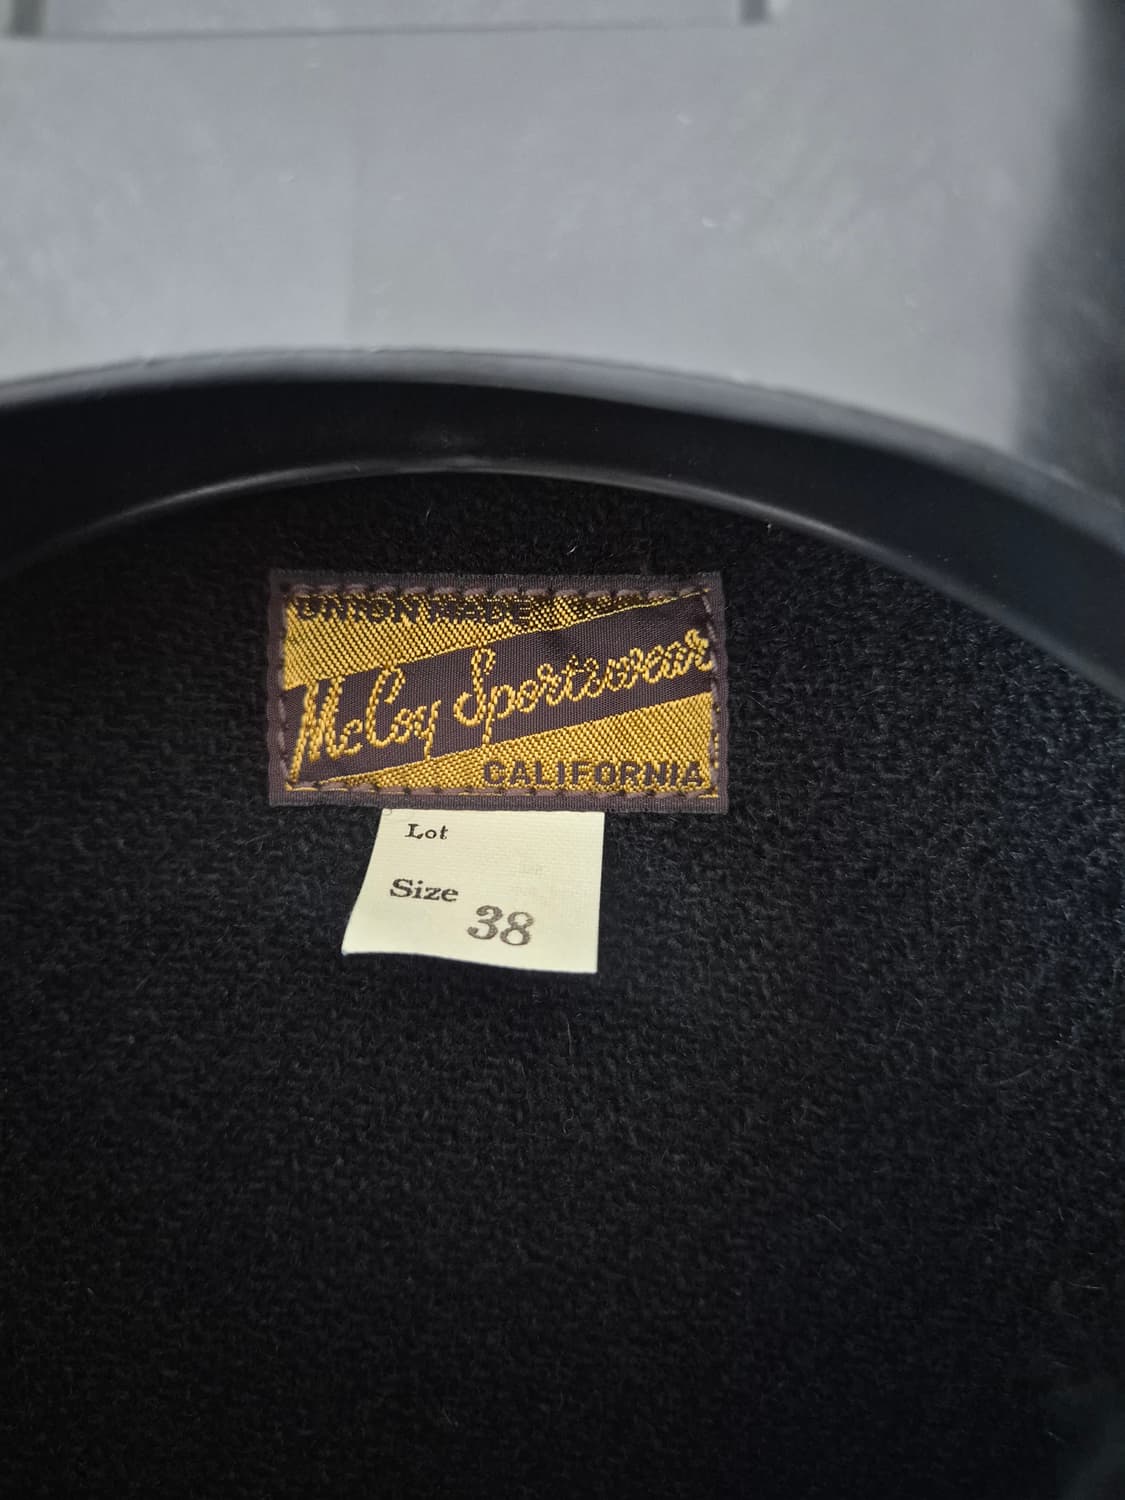 UNION MADE
McCoy Sportswear
CALIFORNIA
Lot
Size 38